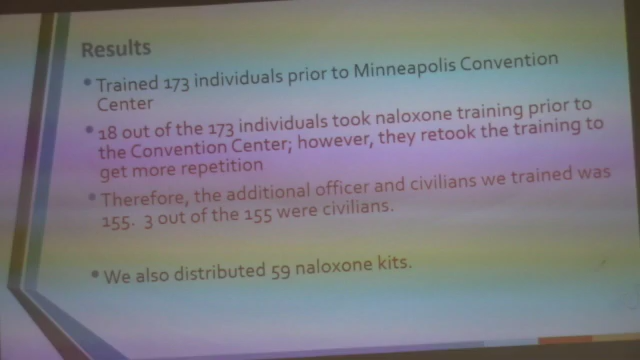 Results
• Trained 173 individuals prior to Minneapolis Convention
Center
• 18 out of the 173 individuals took naloxone training prior to
the Convention Center; however, they retook the training to
get more repetition
• Therefore, the additional officer and civilians we trained was
155. 3 out of the 155 were civilians.
• We also distributed 59 naloxone kits.